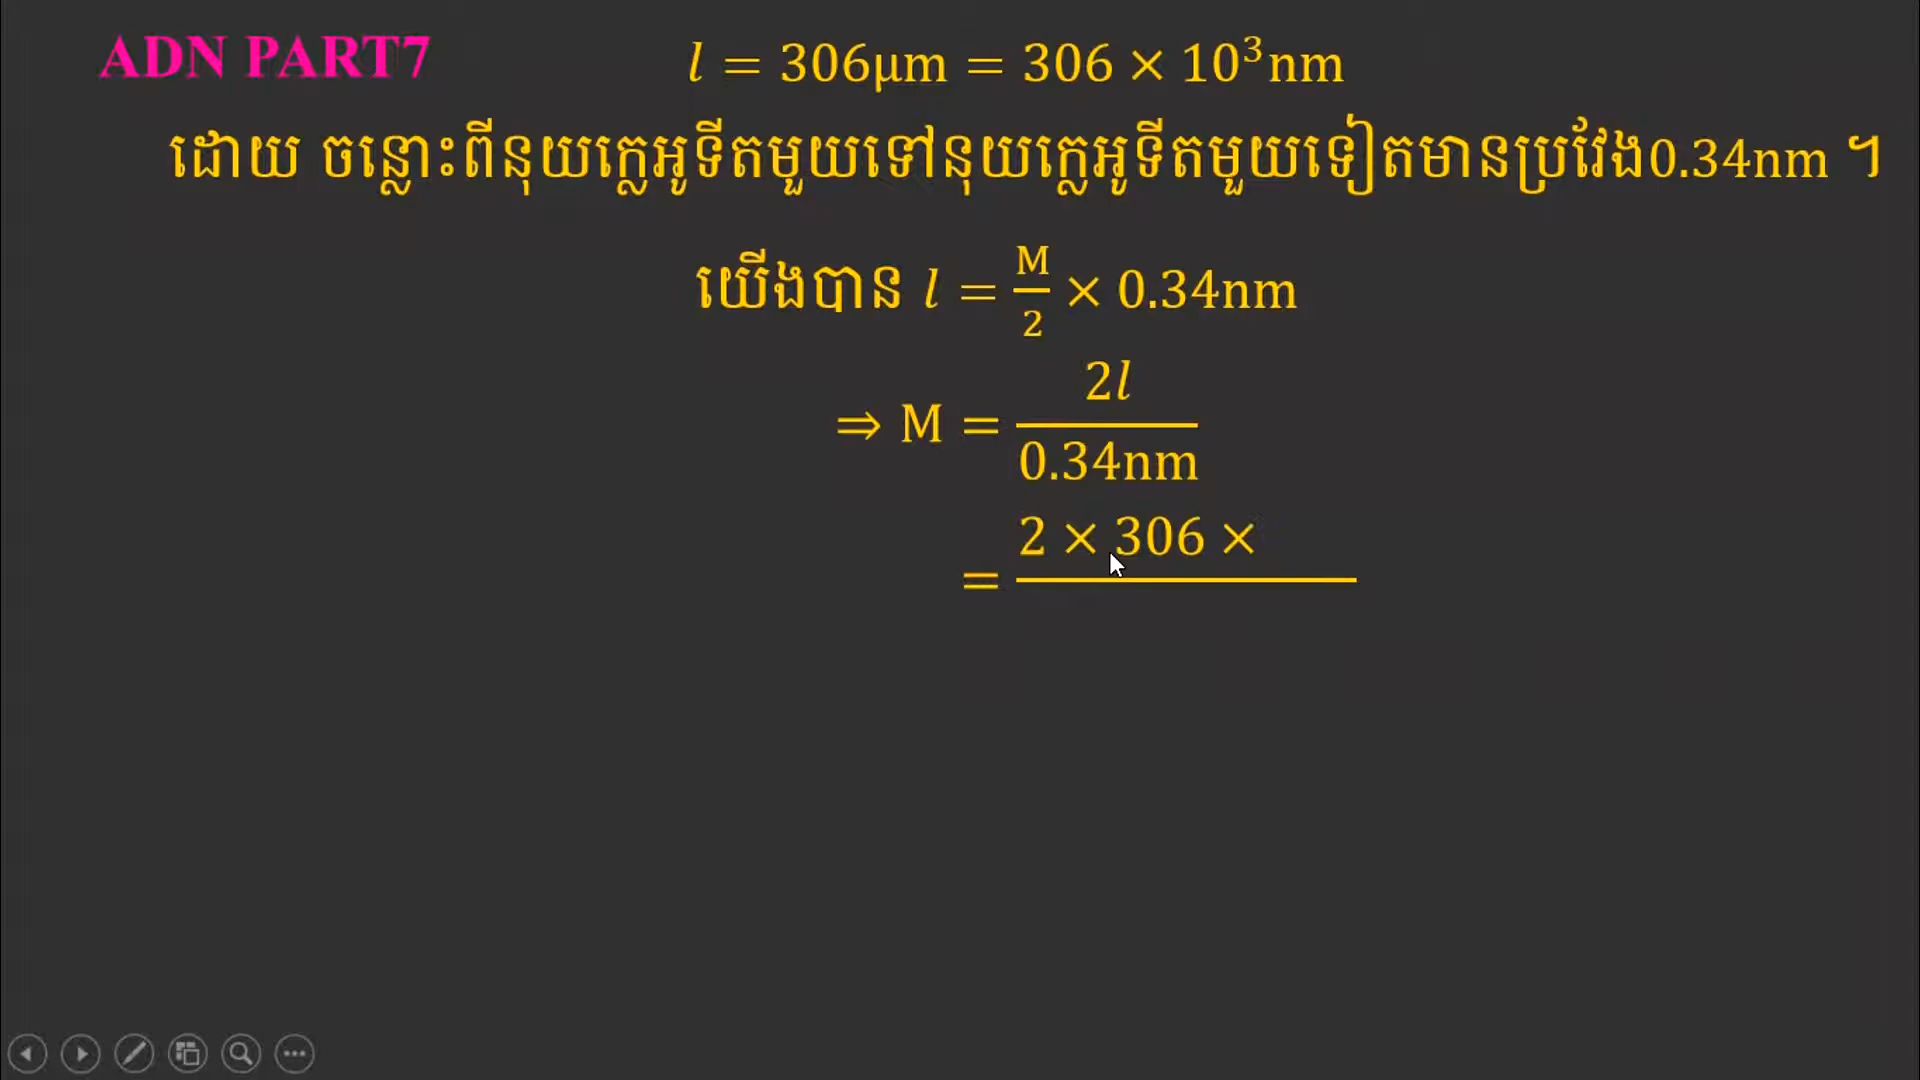 ADN PART7
l = 306μm = 306 × 10³nm
ដោយ ចន្លោះពីនុយក្លេអូទីតមួយទៅនុយក្លេអូទីតមួយទៀតមានប្រវែង0.34nm ។
យើងបាន l = M/2 × 0.34nm
⇒ M = 2l/0.34nm
= 2 × 306 ×